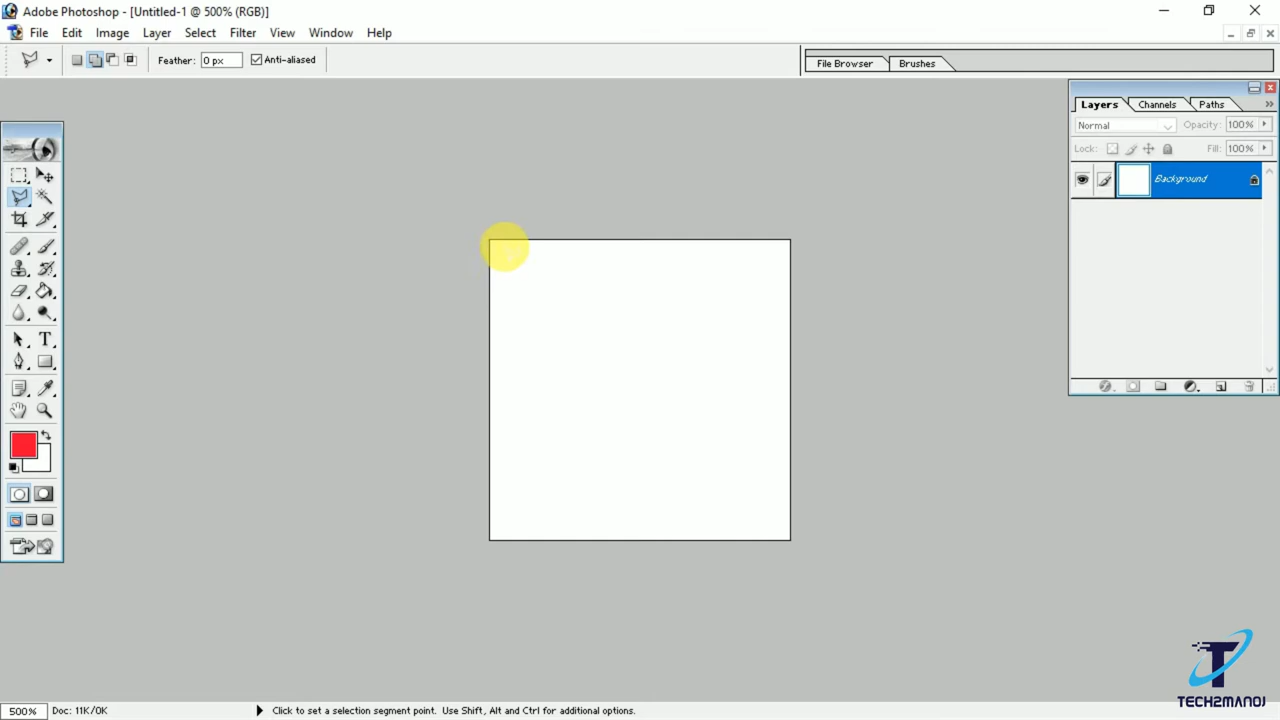 Adobe Photoshop - [Untitled-1 @ 500% (RGB)]
File Edit Image Layer Select Filter View Window Help
Feather: 0 px Anti-aliased
File Browser Brushes
Layers Channels Paths
Normal Opacity: 100%
Lock: Fill: 100%
Background
T
500% Doc: 11K/0K Click to set a selection segment point. Use Shift, Alt and Ctrl for additional options.
T
TECH2MANOJ